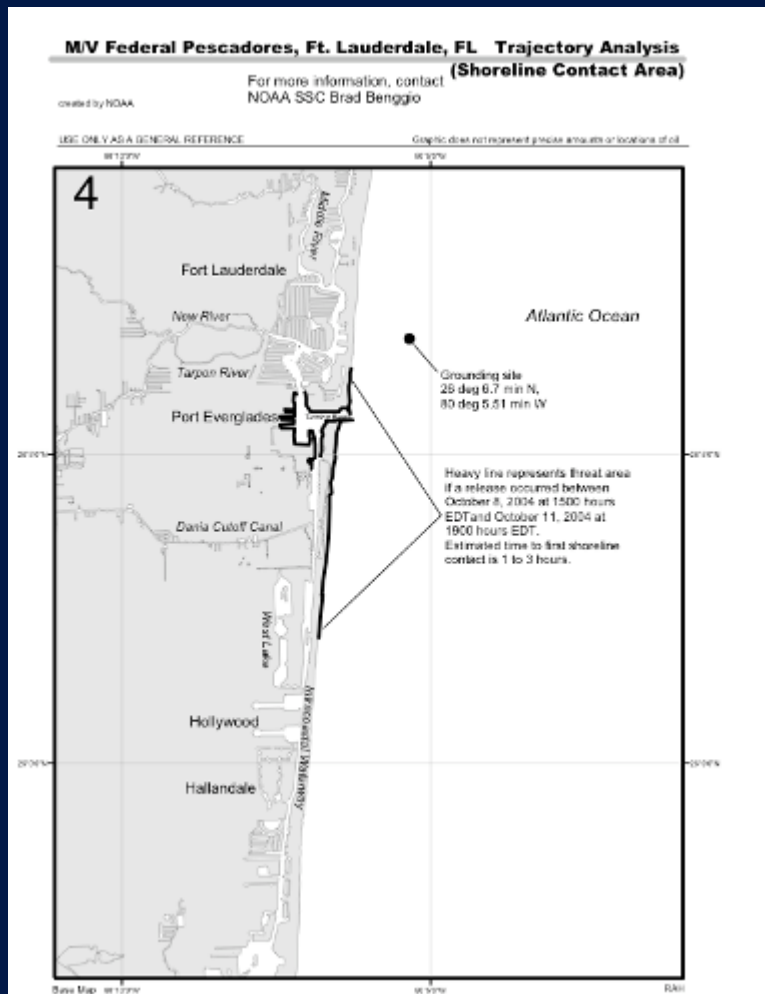 M/V Federal Pescadores, Ft. Lauderdale, FL Trajectory Analysis
(Shoreline Contact Area)
For more information, contact
NOAA SSC Brad Benggio
created by NOAA
USE ONLY AS A GENERAL REFERENCE
Graphic does not represent precise amounts or locations of oil
4
Middle River
Fort Lauderdale
New River
Atlantic Ocean
Tarpon River
Grounding site
26 deg 6.7 min N,
80 deg 5.51 min W
Port Everglades
Heavy line represents threat area
if a release occurred between
October 8, 2004 at 1500 hours
EDTand October 11, 2004 at
1900 hours EDT.
Estimated time to first shoreline
contact is 1 to 3 hours.
Dania Cutoff Canal
West Lake
Intracoastal Waterway
Hollywood
Hallandale
Base Map
RAH